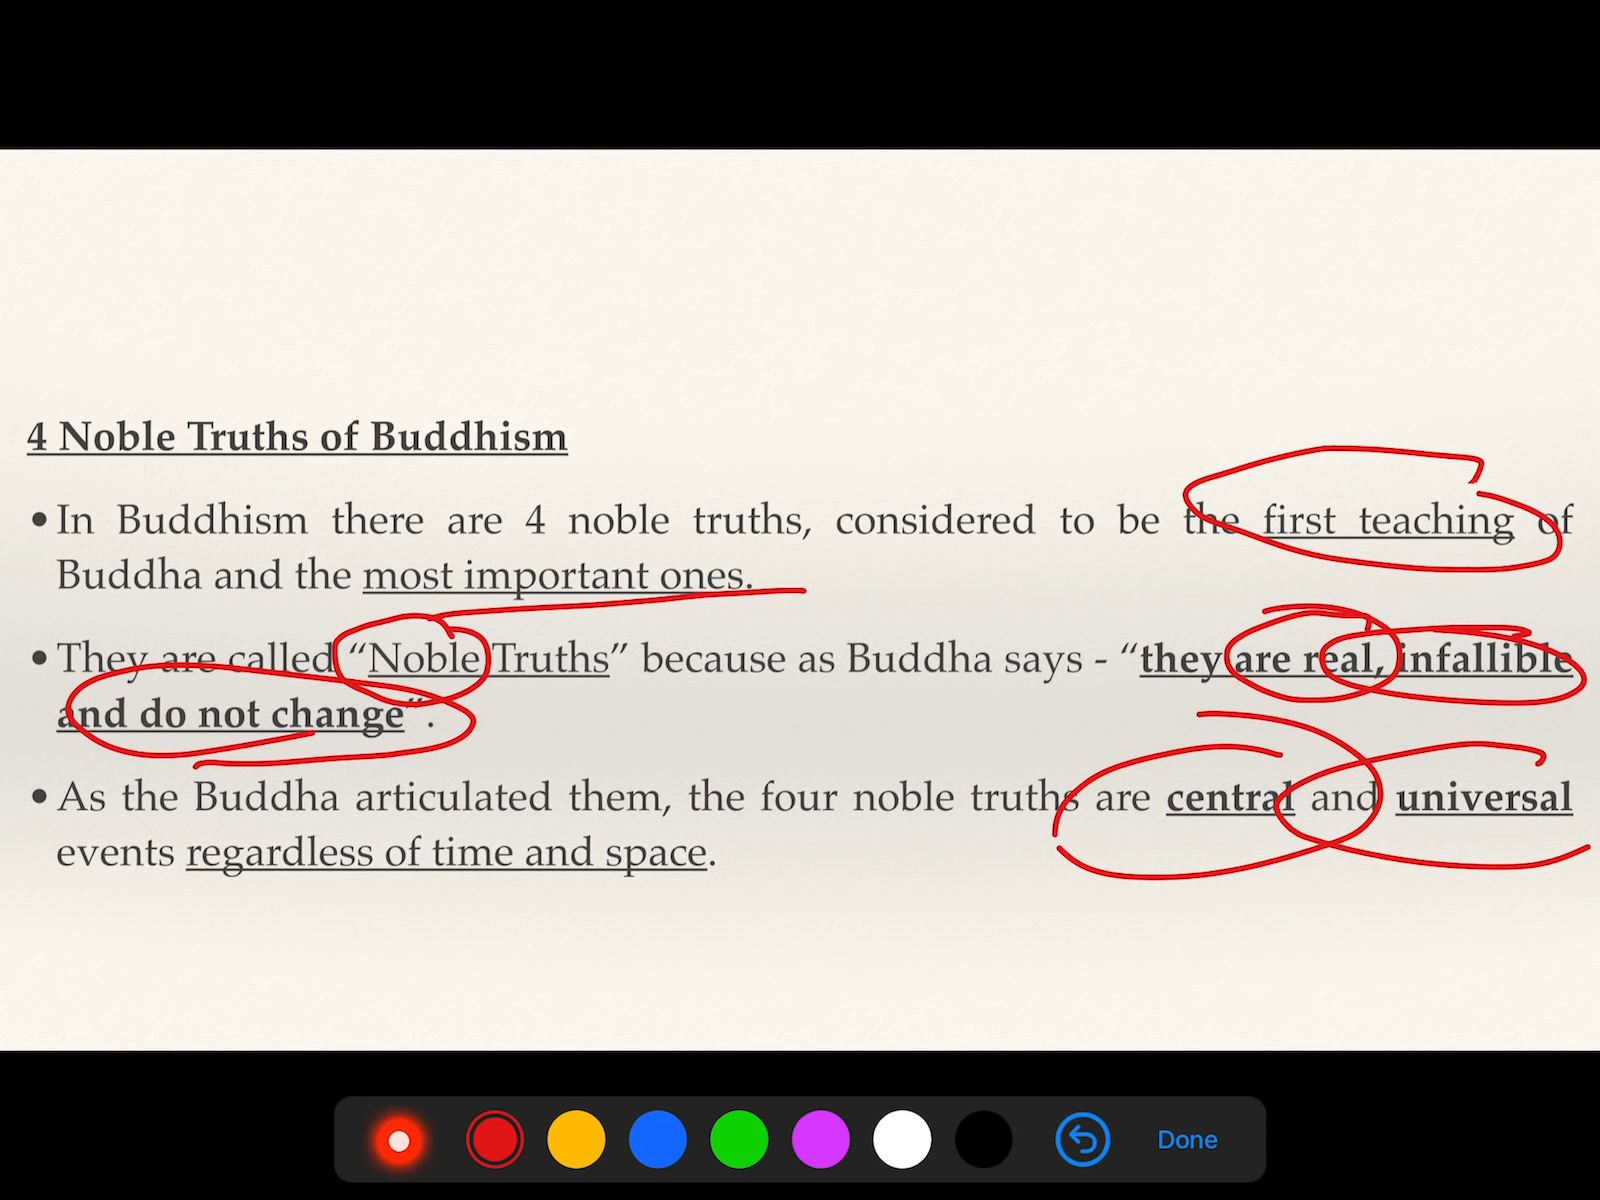 4 Noble Truths of Buddhism
•In Buddhism there are 4 noble truths, considered to be the first teaching of
Buddha and the most important ones.
•They are called “Noble Truths” because as Buddha says - “they are real, infallible
and do not change”.
•As the Buddha articulated them, the four noble truths are central and universal
events regardless of time and space.
Done